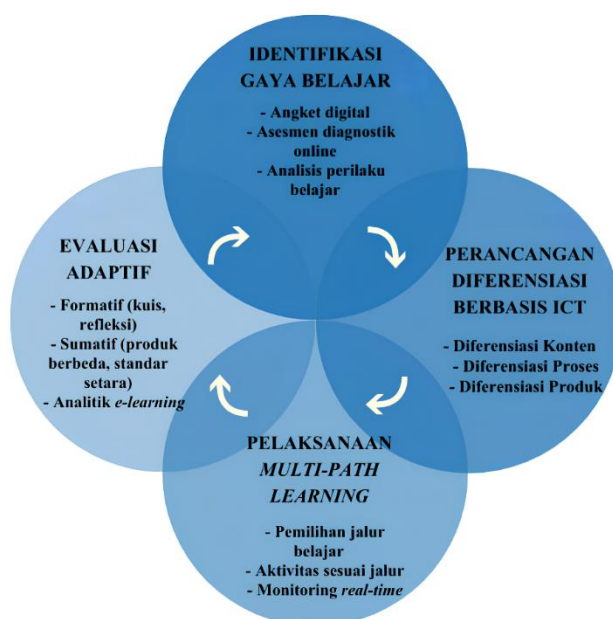 IDENTIFIKASI
GAYA BELAJAR
- Angket digital
- Asesmen diagnostik
online
- Analisis perilaku
belajar
PERANCANGAN
DIFERENSIASI
BERBASIS ICT
- Diferensiasi Konten
- Diferensiasi Proses
- Diferensiasi Produk
PELAKSANAAN
MULTI-PATH
LEARNING
- Pemilihan jalur
belajar
- Aktivitas sesuai jalur
- Monitoring real-time
EVALUASI
ADAPTIF
- Formatif (kuis,
refleksi)
- Sumatif (produk
berbeda, standar
setara)
- Analitik e-learning